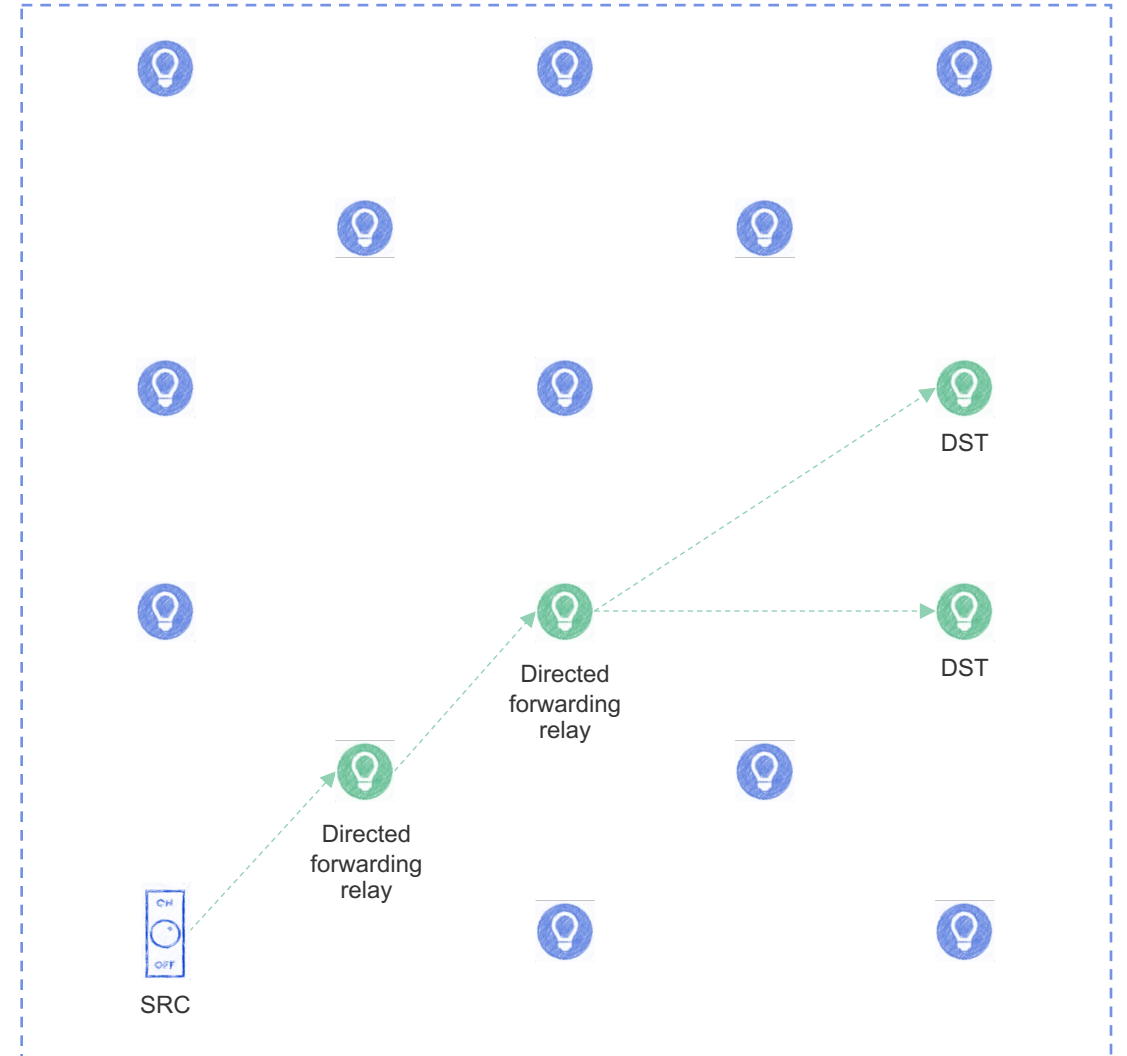 DST
DST
Directed
forwarding
relay
Directed
forwarding
relay
ON
OFF
SRC